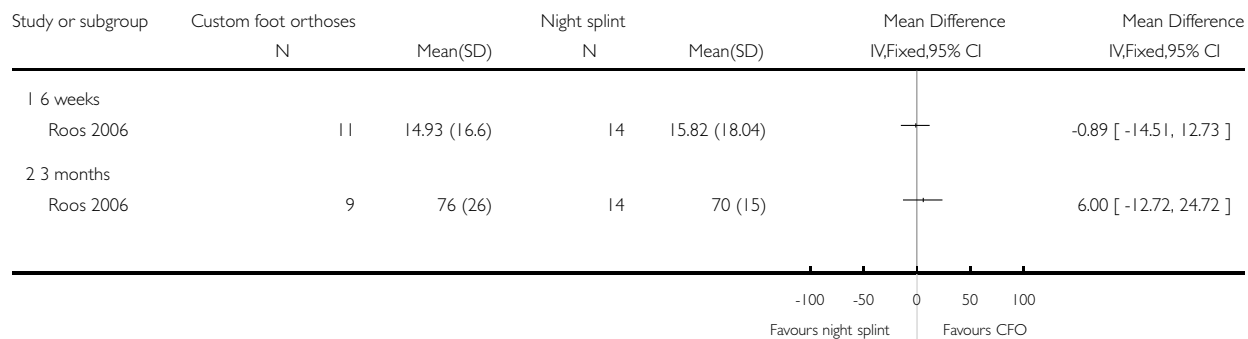 Study or subgroup Custom foot orthoses Night splint Mean Difference Mean Difference
N Mean(SD) N Mean(SD) IV,Fixed,95% CI IV,Fixed,95% CI
1 6 weeks
Roos 2006 11 14.93 (16.6) 14 15.82 (18.04) -0.89 [ -14.51, 12.73 ]
2 3 months
Roos 2006 9 76 (26) 14 70 (15) 6.00 [ -12.72, 24.72 ]
-100 -50 0 50 100
Favours night splint Favours CFO